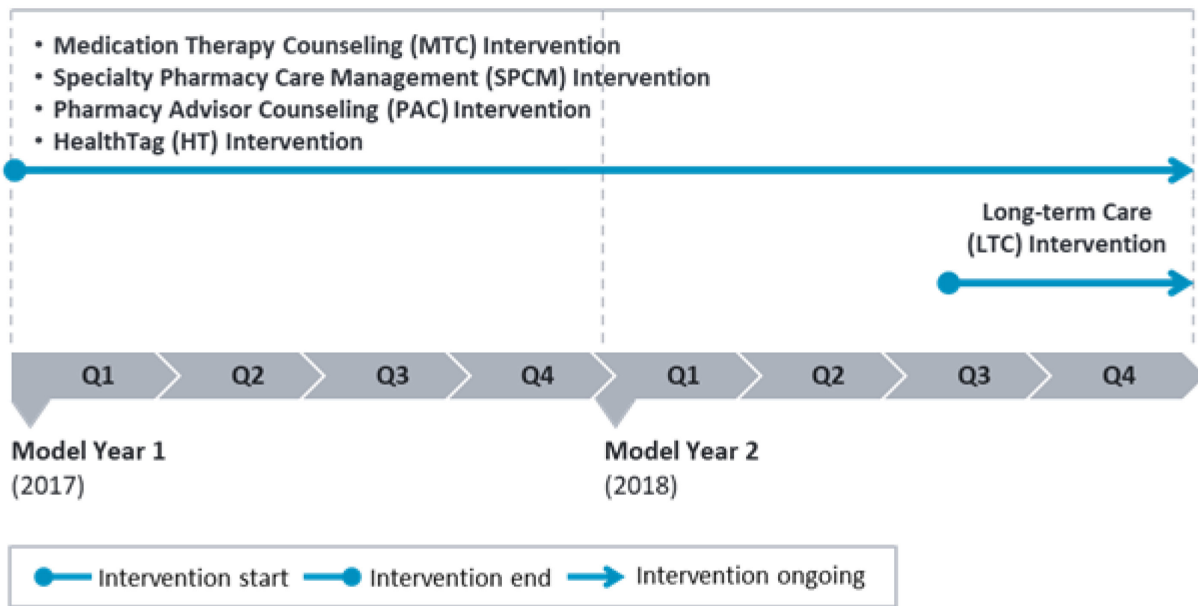 • Medication Therapy Counseling (MTC) Intervention
• Specialty Pharmacy Care Management (SPCM) Intervention
• Pharmacy Advisor Counseling (PAC) Intervention
• HealthTag (HT) Intervention
Long-term Care
(LTC) Intervention
Q1 Q2 Q3 Q4 Q1 Q2 Q3 Q4
Model Year 1 Model Year 2
(2017) (2018)
Intervention start Intervention end Intervention ongoing